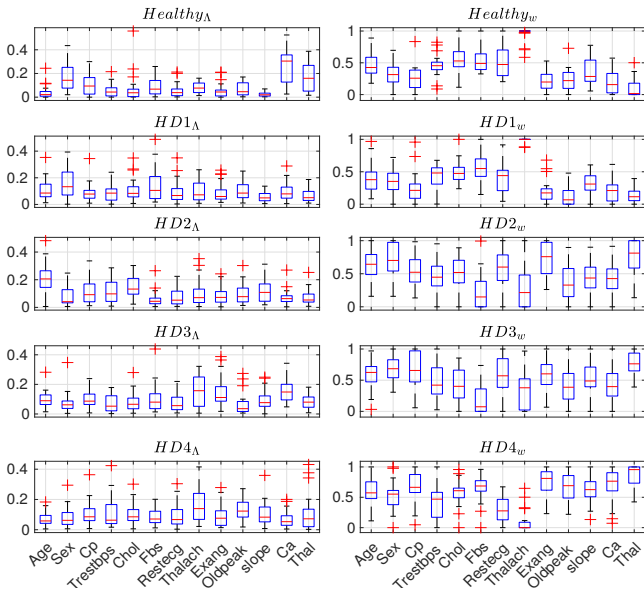 Healthy_Λ
0.4
0.2
0
Healthy_w
1
0.5
0
HD1_Λ
0.4
0.2
0
HD1_w
1
0.5
0
HD2_Λ
0.4
0.2
0
HD2_w
1
0.5
0
HD3_Λ
0.4
0.2
0
HD3_w
1
0.5
0
HD4_Λ
0.4
0.2
0
HD4_w
1
0.5
0
Age Sex Cp Trestbps Chol Fbs Restecg Thalach Exang Oldpeak slope Ca Thal
Age Sex Cp Trestbps Chol Fbs Restecg Thalach Exang Oldpeak slope Ca Thal